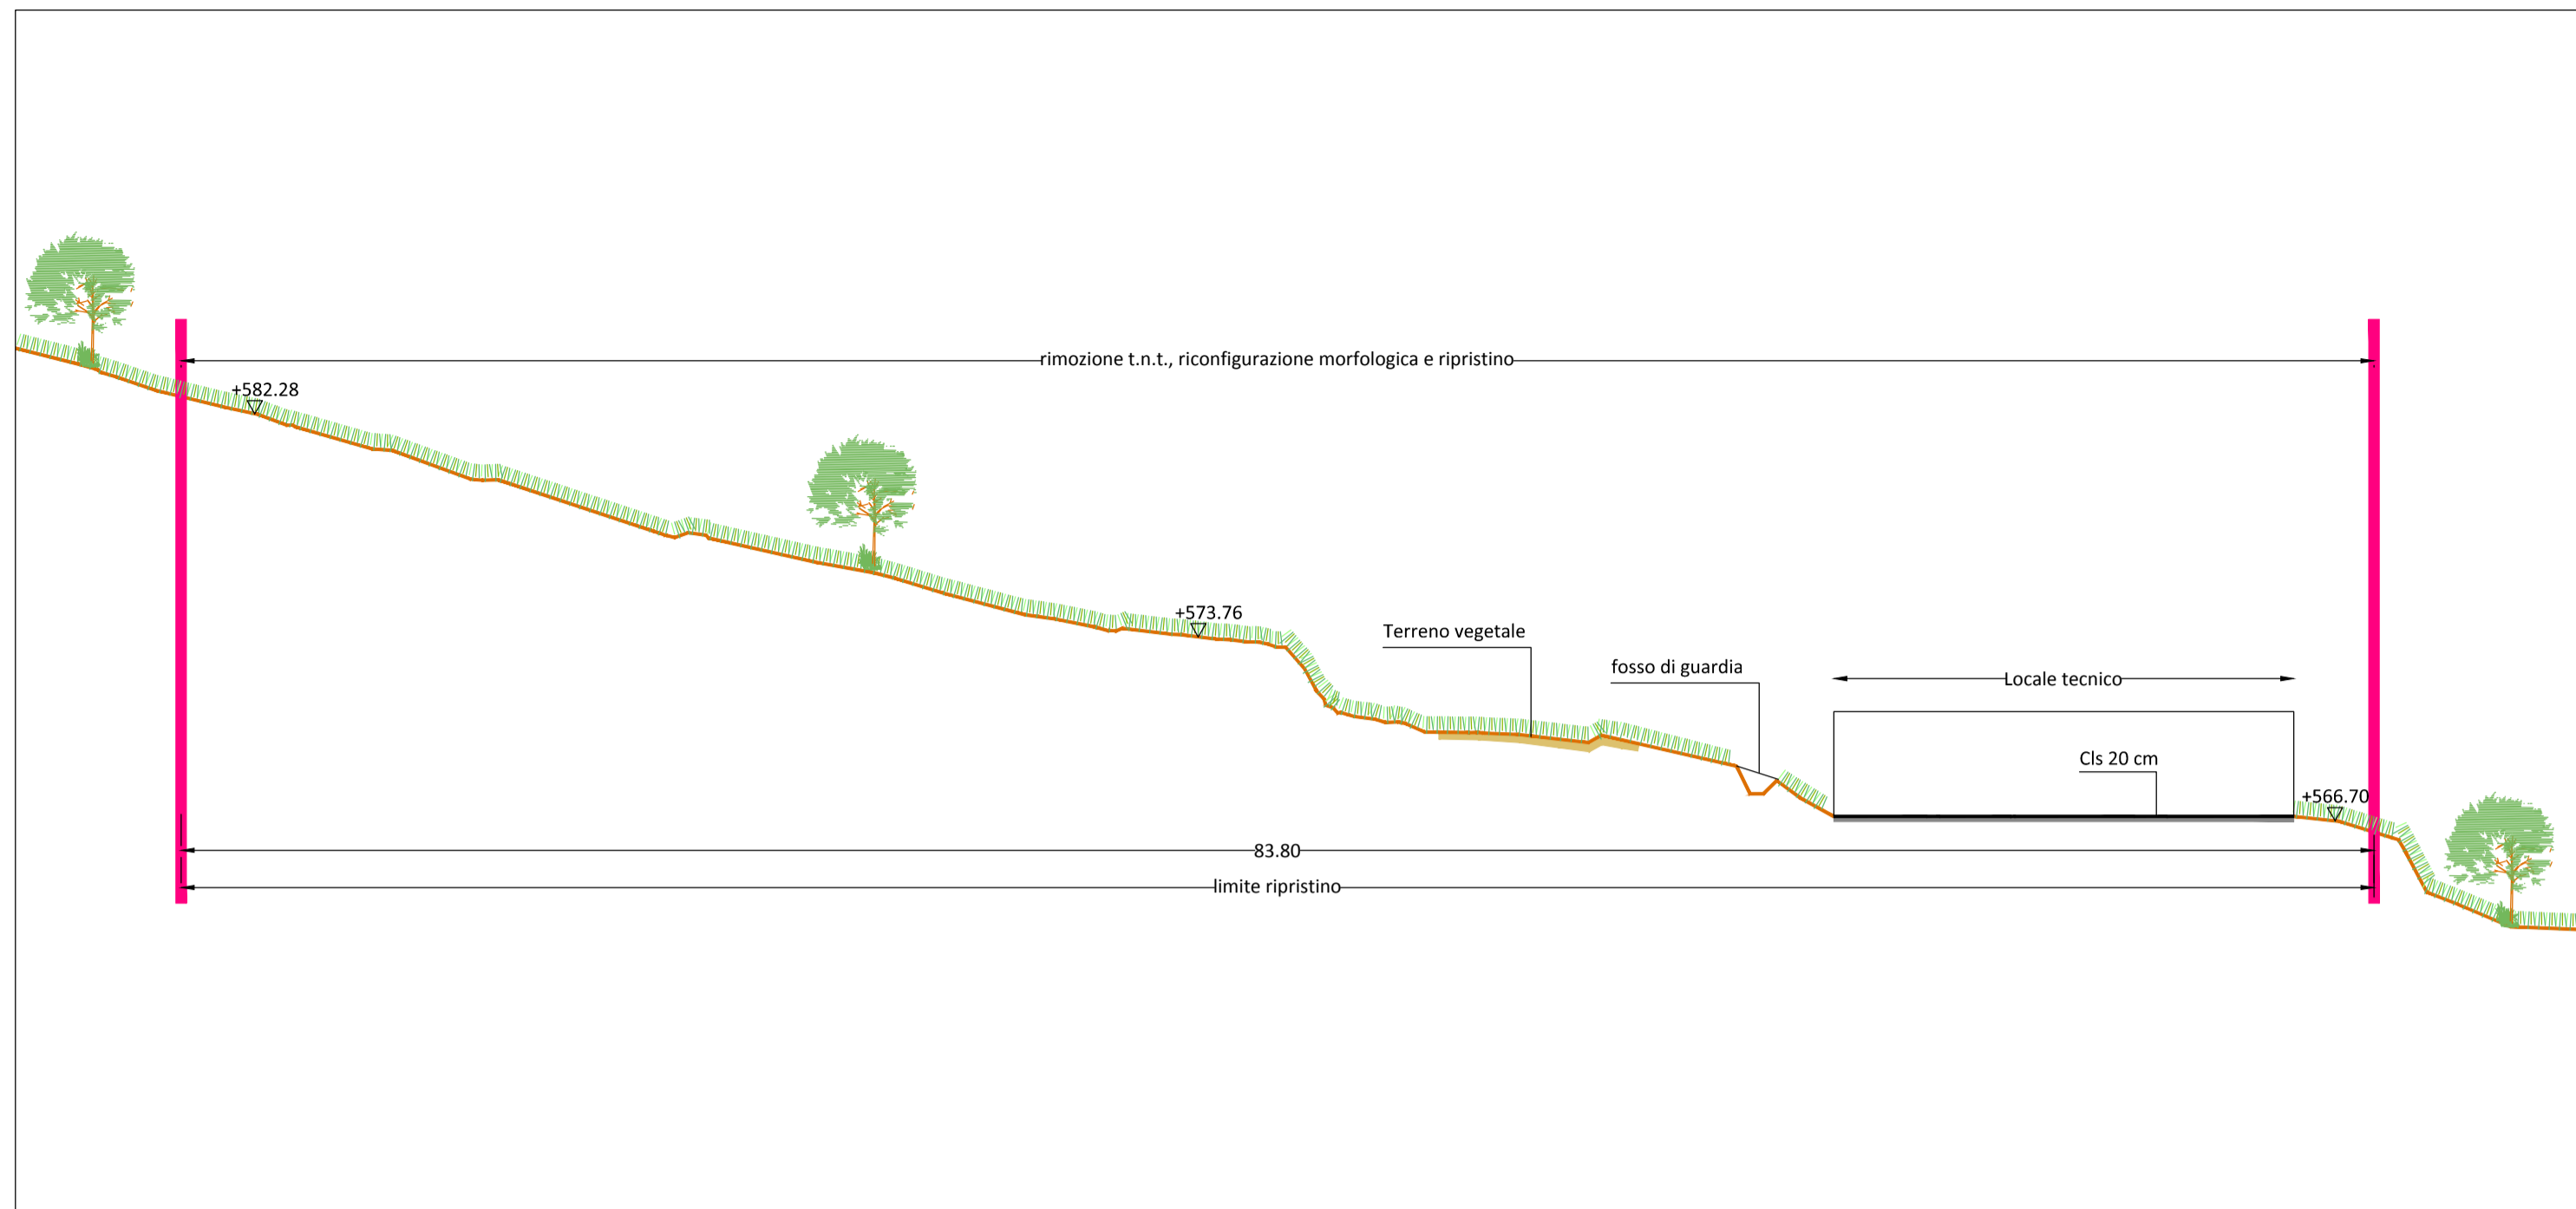 rimozione t.n.t., riconfigurazione morfologica e ripristino
+582.28
+573.76
Terreno vegetale
fosso di guardia
Locale tecnico
Cls 20 cm
+566.70
83.80
limite ripristino